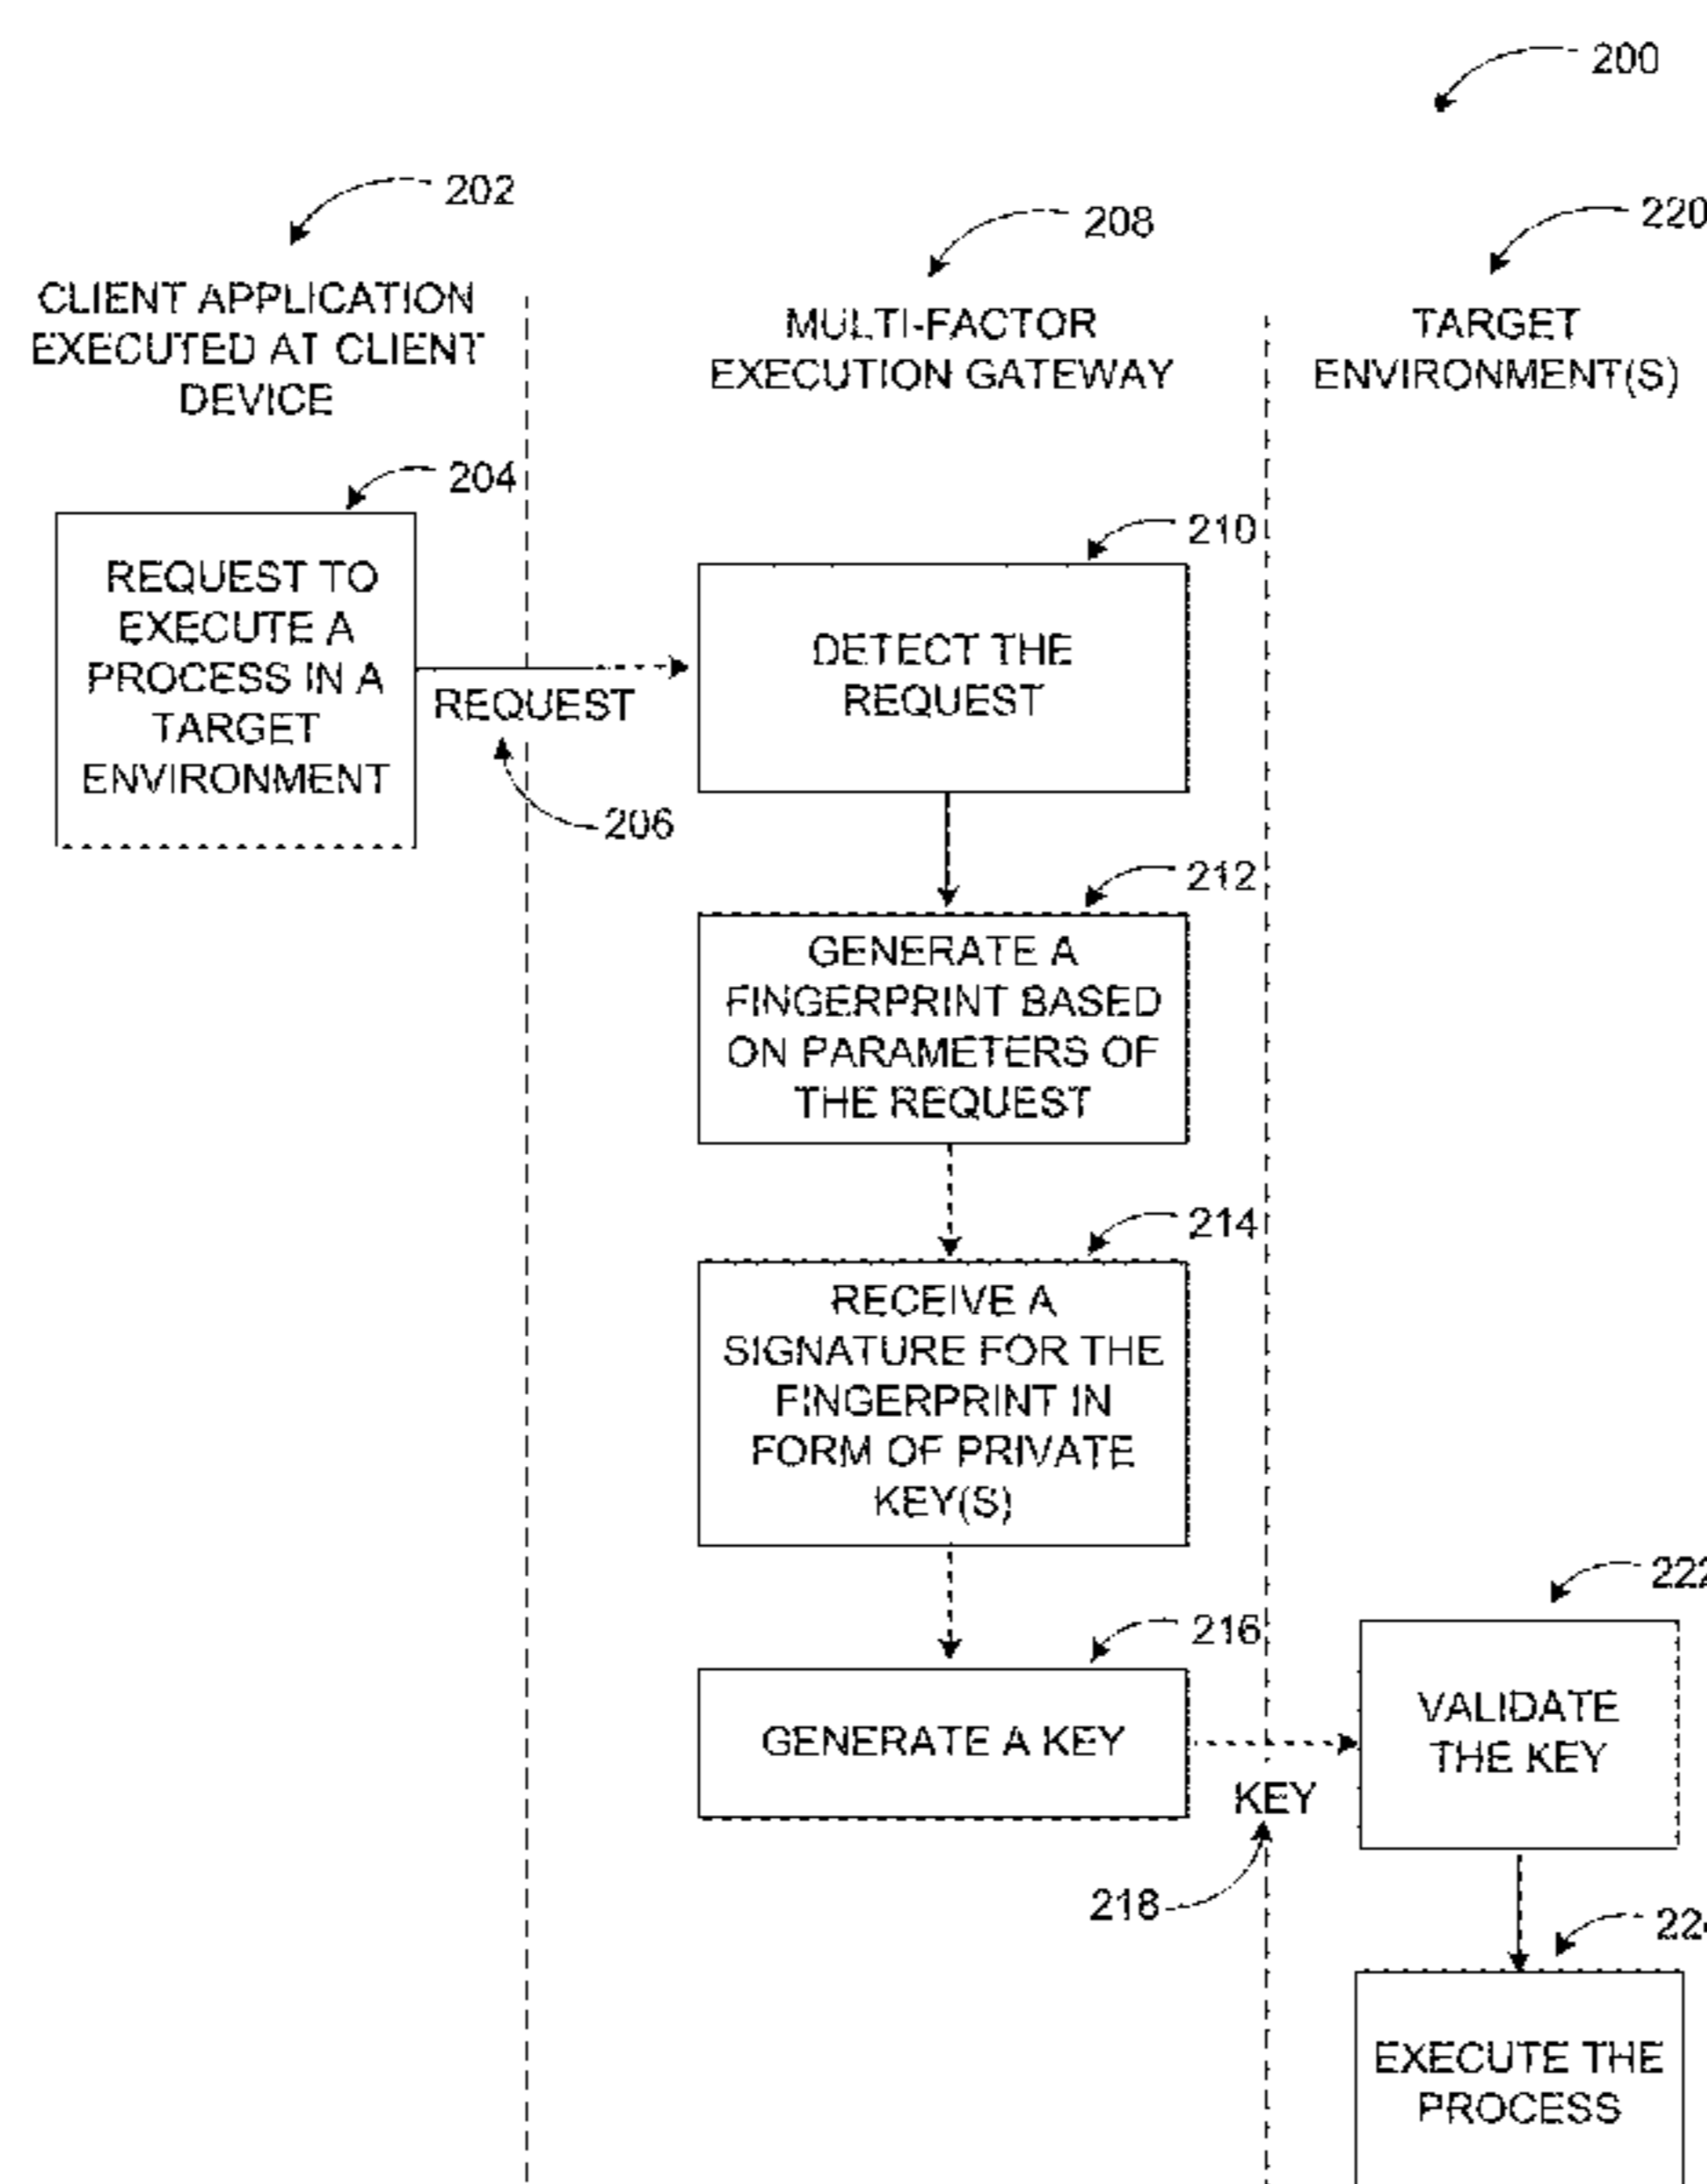 200
202
208
220
CLIENT APPLICATION
EXECUTED AT CLIENT
DEVICE
MULTI-FACTOR
EXECUTION GATEWAY
TARGET
ENVIRONMENT(S)
204
REQUEST TO
EXECUTE A
PROCESS IN A
TARGET
ENVIRONMENT
REQUEST
206
210
DETECT THE
REQUEST
212
GENERATE A
FINGERPRINT BASED
ON PARAMETERS OF
THE REQUEST
214
RECEIVE A
SIGNATURE FOR THE
FINGERPRINT IN
FORM OF PRIVATE
KEY(S)
216
GENERATE A KEY
KEY
218
222
VALIDATE
THE KEY
EXECUTE THE
PROCESS